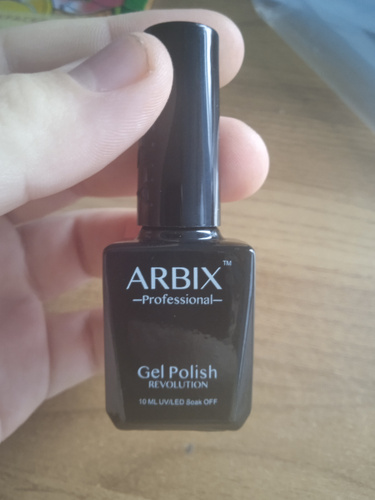 ARBIX™
—Professional—
Gel Polish
REVOLUTION
10 ML UV/LED Soak OFF